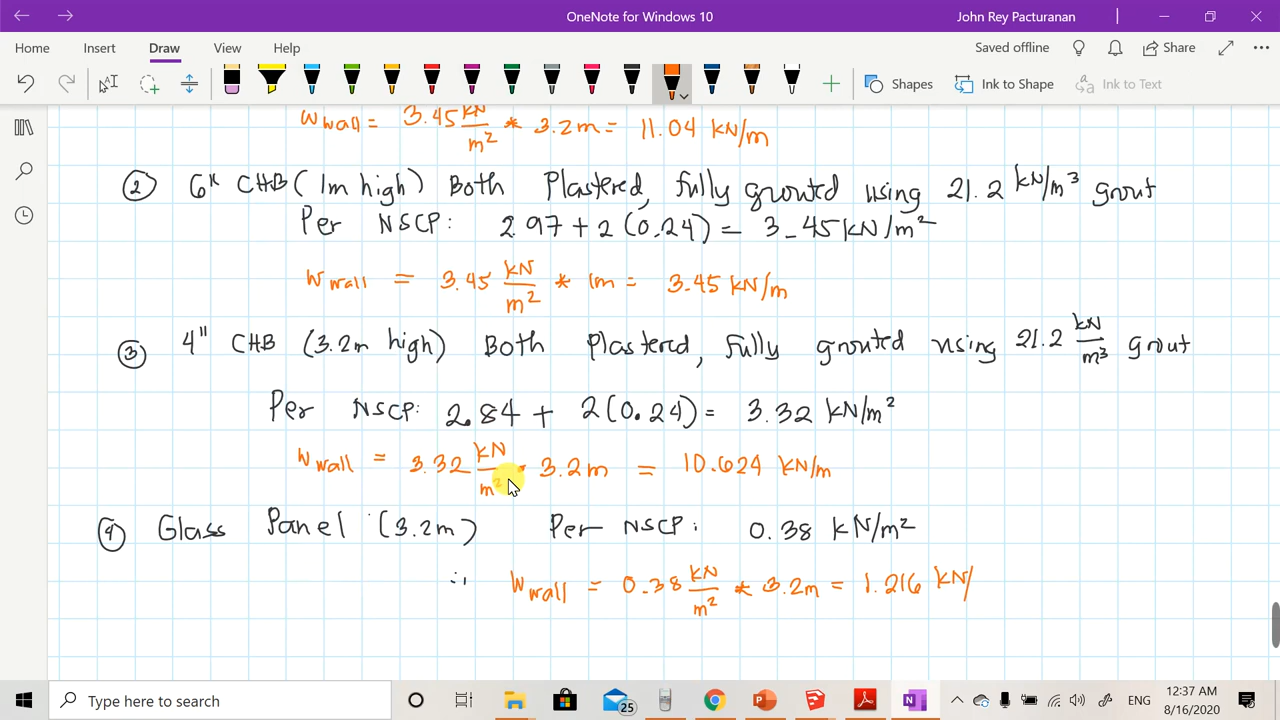 OneNote for Windows 10
John Rey Pacturanan
Home Insert Draw View Help
Saved offline
Share
Shapes
Ink to Shape
Ink to Text
Wwall = 3.45 kN/m² * 3.2m = 11.04 kN/m
② 6" CHB (1m high) Both Plastered, fully grouted using 21.2 kN/m³ grout
Per NSCP: 2.97 + 2(0.24) = 3.45 kN/m²
Wwall = 3.45 kN/m² * 1m = 3.45 kN/m
③ 4" CHB (3.2m high) Both Plastered, fully grouted using 21.2 kN/m³ grout
Per NSCP: 2.84 + 2(0.24) = 3.32 kN/m²
Wwall = 3.32 kN/m² * 3.2m = 10.624 kN/m
④ Glass Panel (3.2m) Per NSCP: 0.38 kN/m²
∴ Wwall = 0.38 kN/m² * 3.2m = 1.216 kN/
Type here to search
25
ENG
12:37 AM
8/16/2020